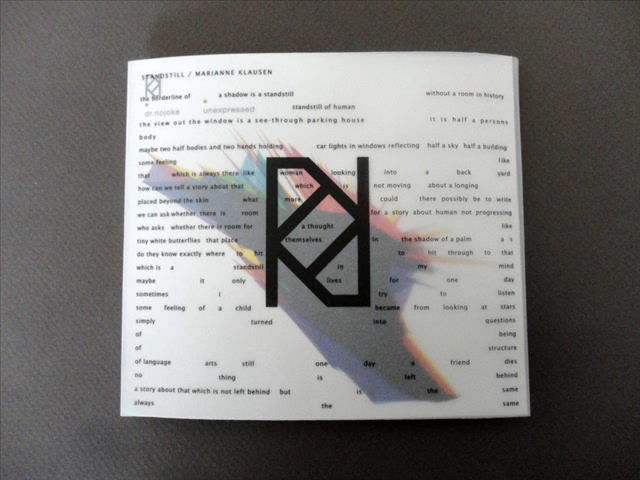 STANDSTILL / MARIANNE KLAUSEN
the borderline of a shadow is a standstill without a room in history
dr.nojoke unexpressed standstill of human
the view out the window is a see-through parking house it is half a persons
body
maybe two half bodies and two hands holding car lights in windows reflecting half a sky half a building
some feeling like
that which is always there like woman looking into a back yard
how can we tell a story about that which is not moving about a longing
placed beyond the skin what more could there possibly be to write
we can ask whether there is room for a story about human not progressing
who asks whether there is room for a thought like
tiny white butterflies that place themselves in the shadow of a palm a s
do they know exactly where to hit to hit through to that
which is a standstill in my mind
maybe it only lives for one day
sometimes i try to listen
some feeling of a child became from looking at stars
simply turned into questions
of being
of structure
of language arts still one day a friend dies
no thing is left behind
a story about that which is not left behind but is the same
always the same